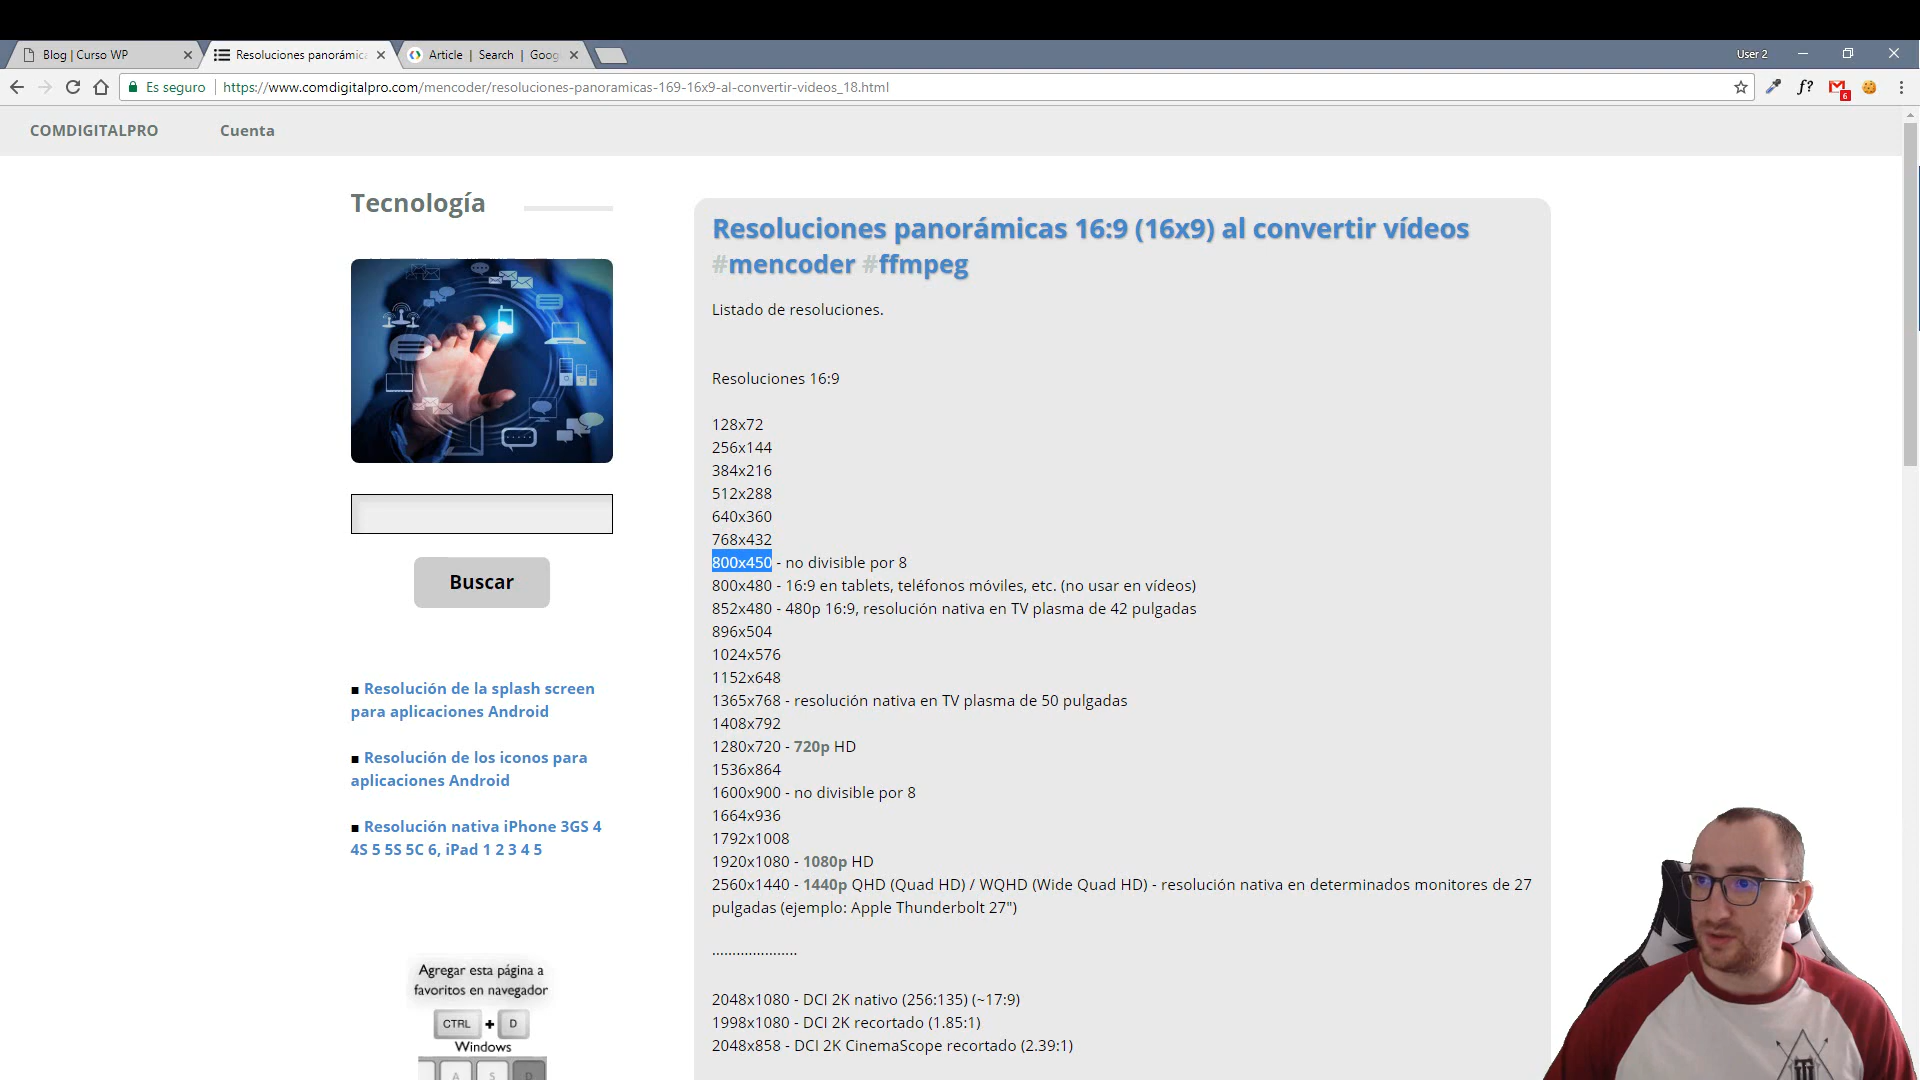 Blog | Curso WP
Resoluciones panorámic
Article | Search | Goog
User 2
Es seguro
https://www.comdigitalpro.com/mencoder/resoluciones-panoramicas-169-16x9-al-convertir-videos_18.html
f?
6
COMDIGITALPRO
Cuenta
Tecnología
Buscar
■ Resolución de la splash screen
para aplicaciones Android
■ Resolución de los iconos para
aplicaciones Android
■ Resolución nativa iPhone 3GS 4
4S 5 5S 5C 6, iPad 1 2 3 4 5
Agregar esta página a
favoritos en navegador
CTRL + D
Windows
A S D
Resoluciones panorámicas 16:9 (16x9) al convertir vídeos
#mencoder #ffmpeg
Listado de resoluciones.
Resoluciones 16:9
128x72
256x144
384x216
512x288
640x360
768x432
800x450 - no divisible por 8
800x480 - 16:9 en tablets, teléfonos móviles, etc. (no usar en vídeos)
852x480 - 480p 16:9, resolución nativa en TV plasma de 42 pulgadas
896x504
1024x576
1152x648
1365x768 - resolución nativa en TV plasma de 50 pulgadas
1408x792
1280x720 - 720p HD
1536x864
1600x900 - no divisible por 8
1664x936
1792x1008
1920x1080 - 1080p HD
2560x1440 - 1440p QHD (Quad HD) / WQHD (Wide Quad HD) - resolución nativa en determinados monitores de 27
pulgadas (ejemplo: Apple Thunderbolt 27")
.....................
2048x1080 - DCI 2K nativo (256:135) (~17:9)
1998x1080 - DCI 2K recortado (1.85:1)
2048x858 - DCI 2K CinemaScope recortado (2.39:1)